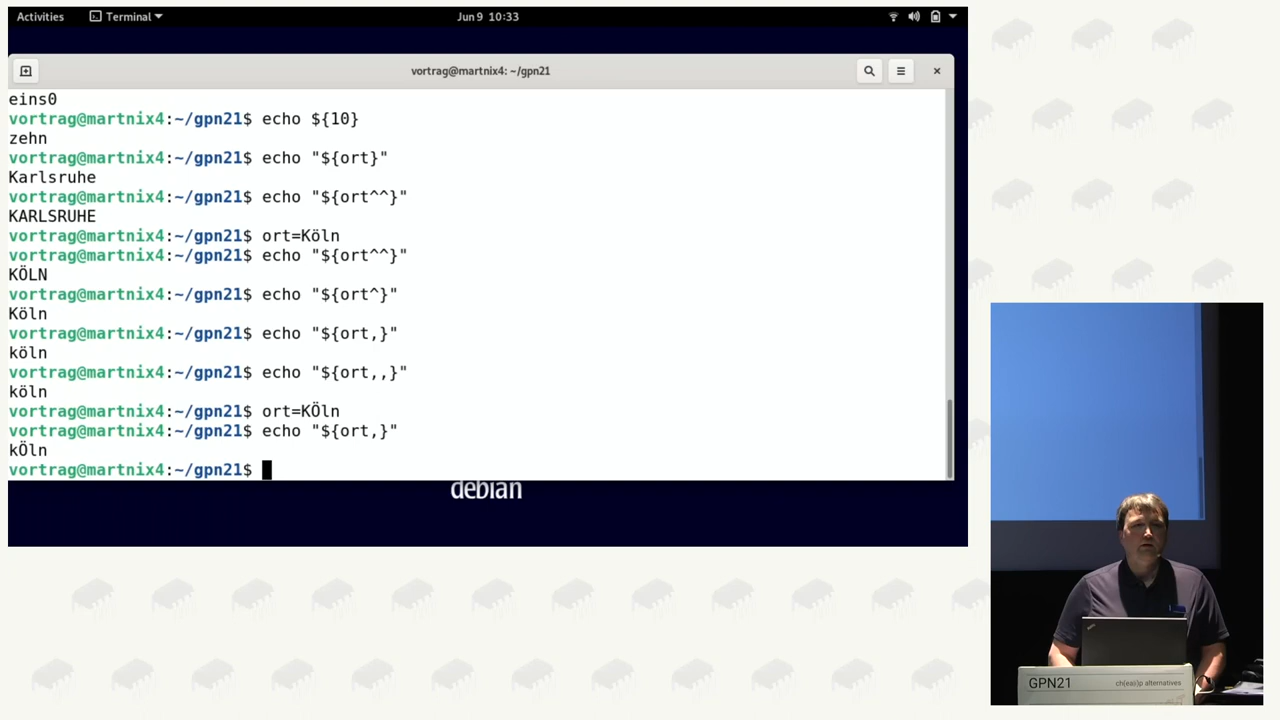 Activities Terminal Jun 9 10:33
vortrag@martnix4: ~/gpn21
eins0
vortrag@martnix4:~/gpn21$ echo ${10}
zehn
vortrag@martnix4:~/gpn21$ echo "${ort}"
Karlsruhe
vortrag@martnix4:~/gpn21$ echo "${ort^^}"
KARLSRUHE
vortrag@martnix4:~/gpn21$ ort=Köln
vortrag@martnix4:~/gpn21$ echo "${ort^^}"
KÖLN
vortrag@martnix4:~/gpn21$ echo "${ort^}"
Köln
vortrag@martnix4:~/gpn21$ echo "${ort,}"
köln
vortrag@martnix4:~/gpn21$ echo "${ort,,}"
köln
vortrag@martnix4:~/gpn21$ ort=KÖln
vortrag@martnix4:~/gpn21$ echo "${ort,}"
kÖln
vortrag@martnix4:~/gpn21$
debian
GPN21 ch(ea)p alternatives